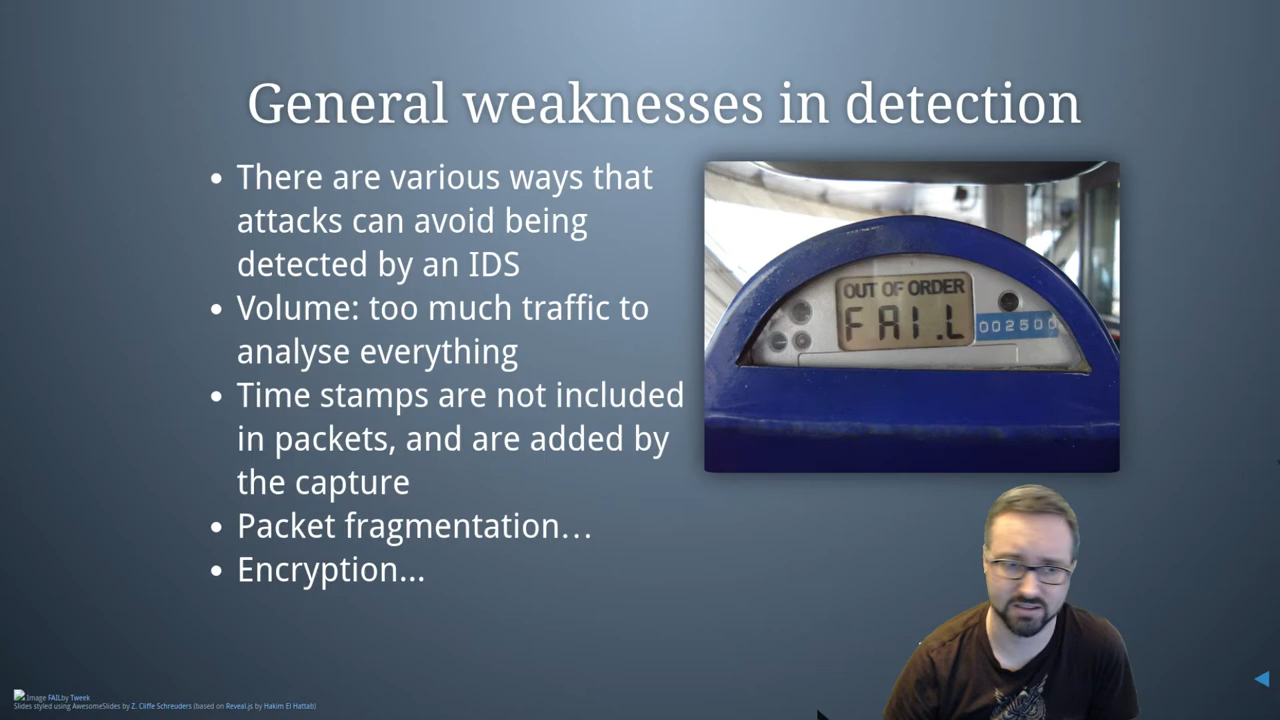 General weaknesses in detection
• There are various ways that
attacks can avoid being
detected by an IDS
• Volume: too much traffic to
analyse everything
• Time stamps are not included
in packets, and are added by
the capture
• Packet fragmentation…
• Encryption...
OUT OF ORDER
FAIL
002500
Image FAILby Tweek
Slides styled using AwesomeSlides by Z. Cliffe Schreuders (based on Reveal.js by Hakim El Hattab)